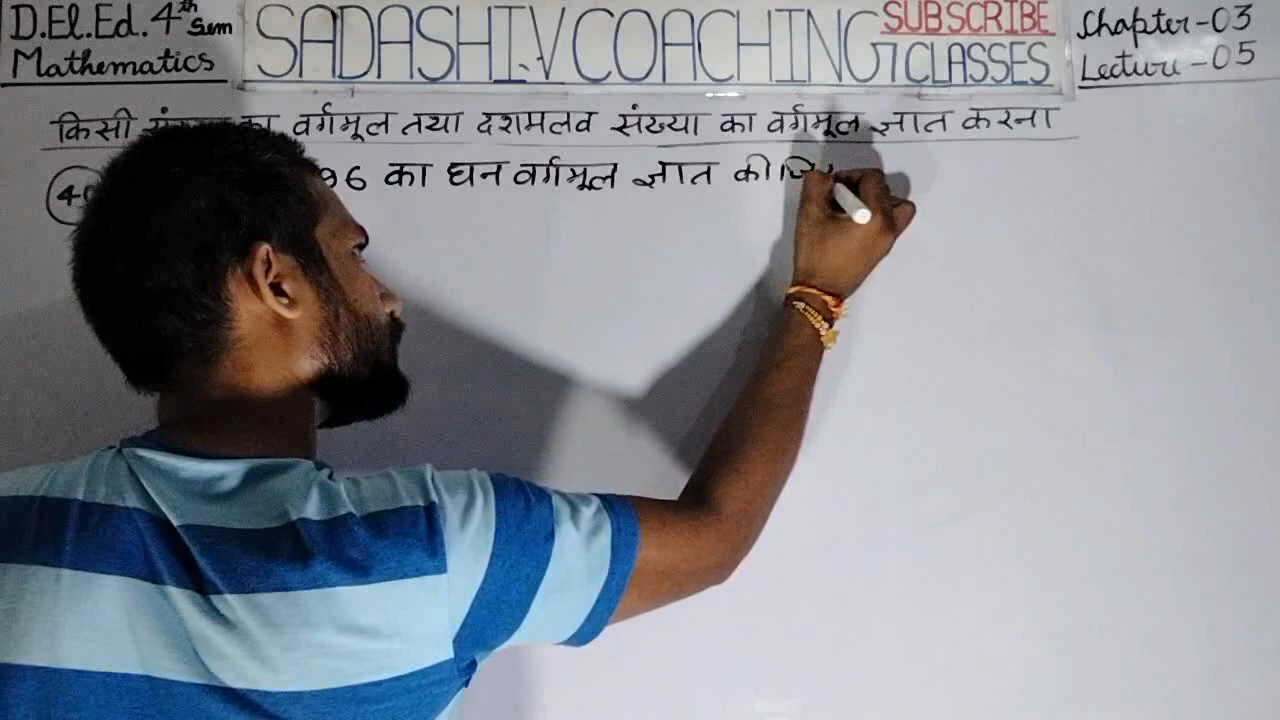 D.El.Ed. 4th Sem
Mathematics
SADASHIV COACHING CLASSES
SUBSCRIBE
Chapter-03
Lecture-05
किसी का वर्गमूल तथा दशमलव संख्या का वर्गमूल ज्ञात करना
96 का घन वर्गमूल ज्ञात